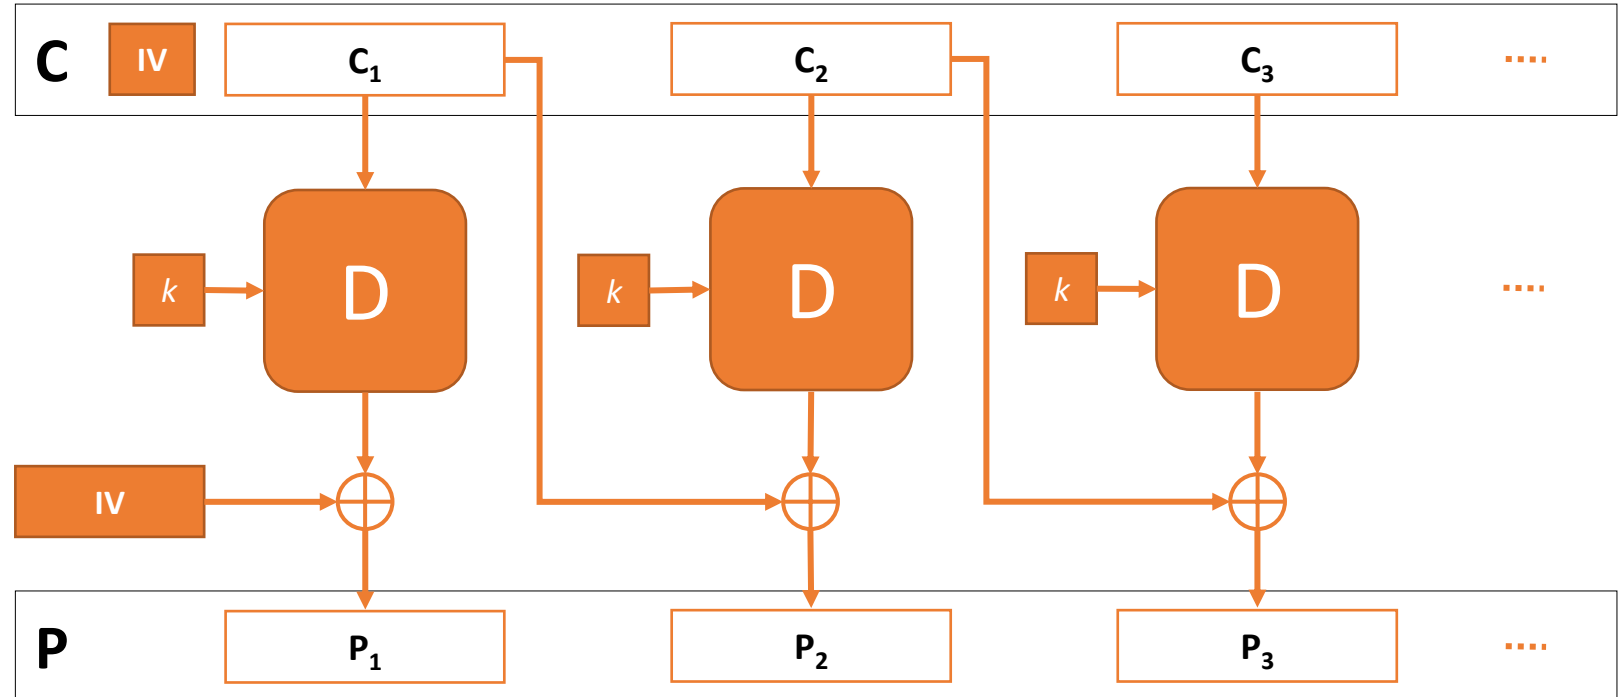 C IV C₁ C₂ C₃ ....
k D k D k D ....
IV
P P₁ P₂ P₃ ....